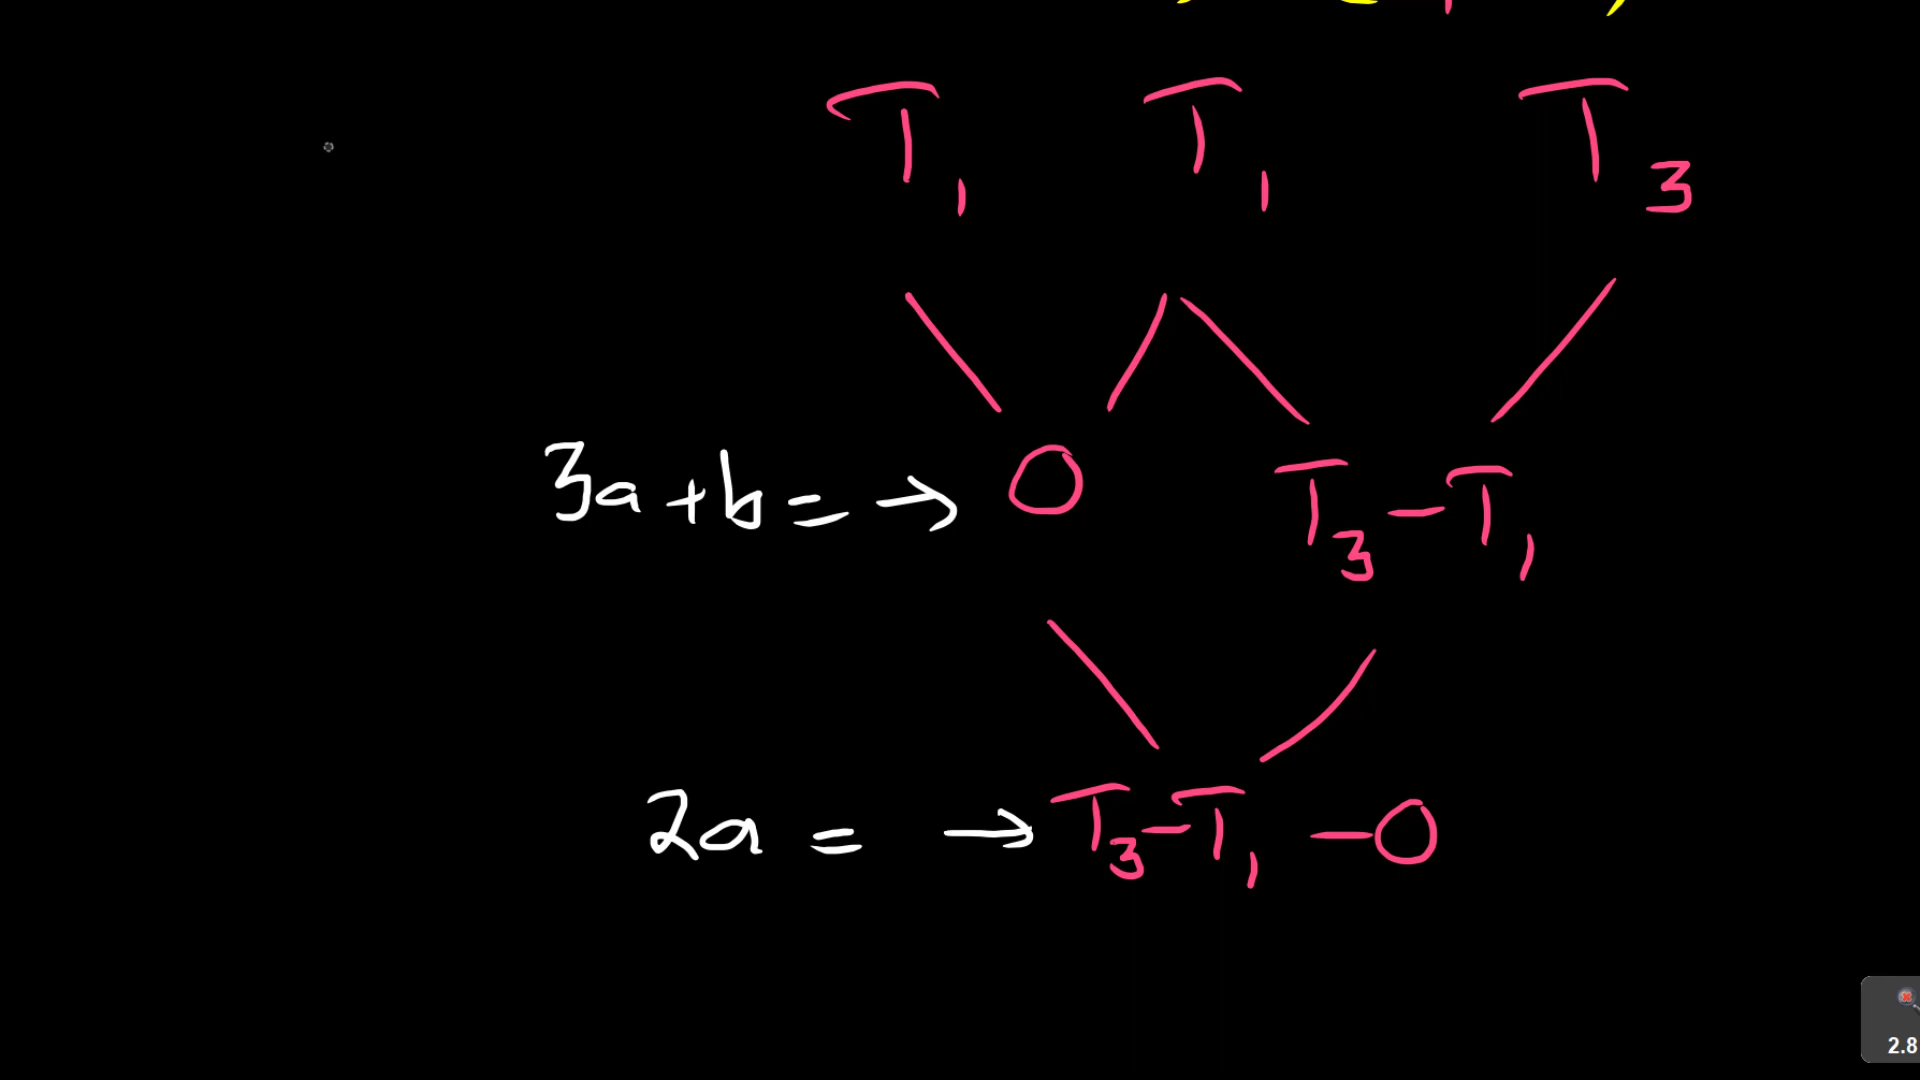 T₁ T₁ T₃
3a+b= → 0 T₃-T₁
2a = → T₃-T₁ -0
2.8